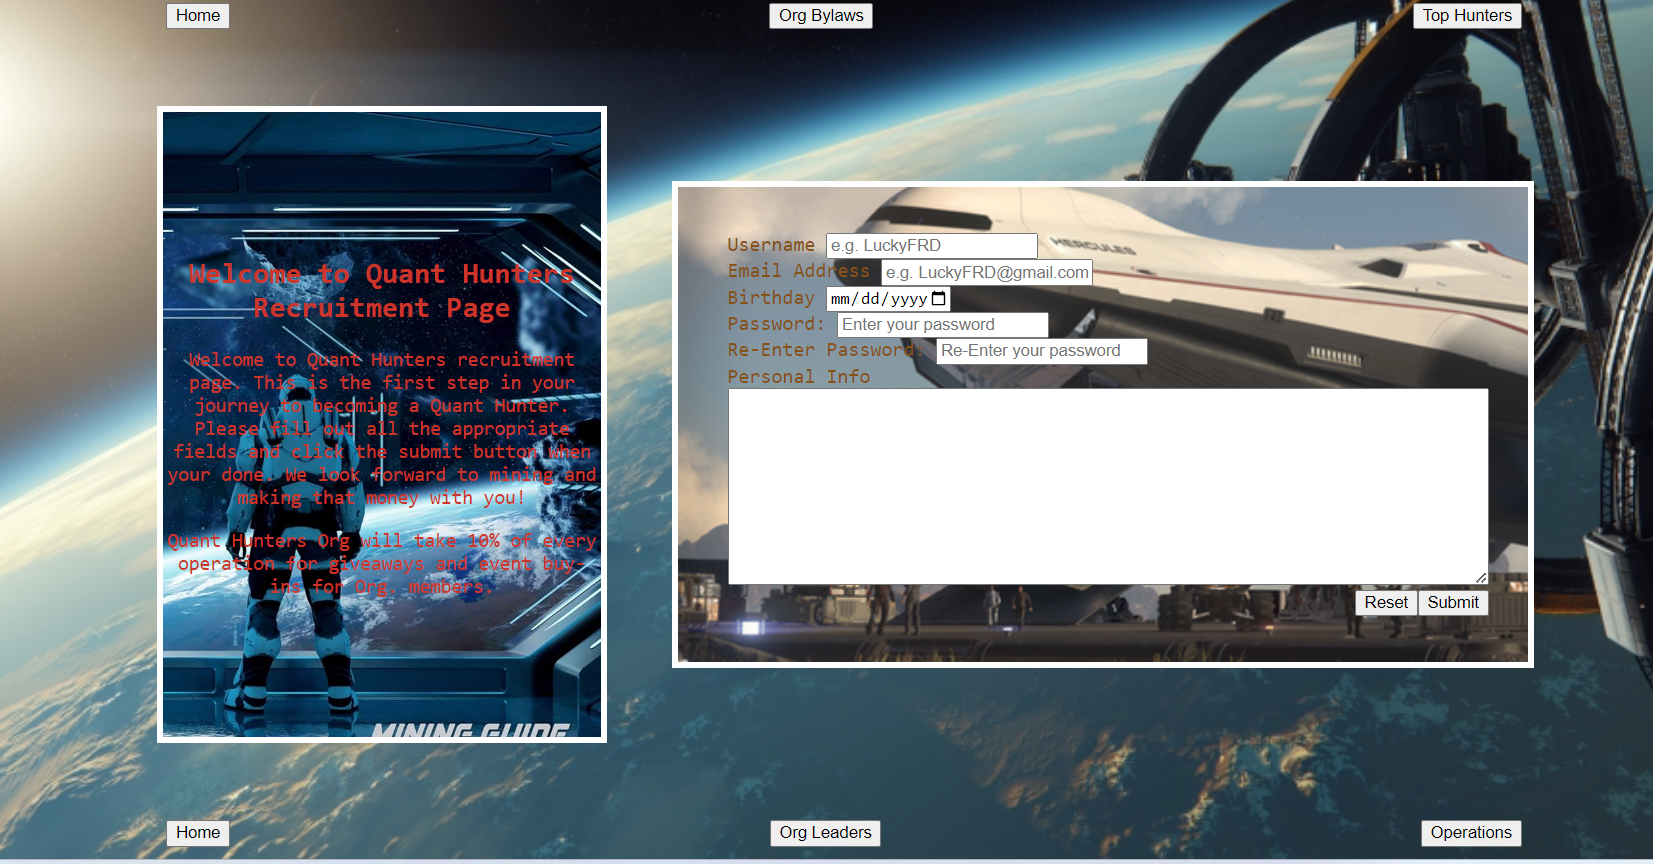 Home
Org Bylaws
Top Hunters
Welcome to Quant Hunters
Recruitment Page
Welcome to Quant Hunters recruitment
page. This is the first step in your
journey to becoming a Quant Hunter.
Please fill out all the appropriate
fields and click the submit button when
your done. We look forward to mining and
making that money with you!
Quant Hunters Org will take 10% of every
operation for giveaways and event buy-
ins for Org. members.
MINING GUIDE
HERCULES
Username e.g. LuckyFRD
Email Address e.g. LuckyFRD@gmail.com
Birthday mm/dd/yyyy
Password: Enter your password
Re-Enter Password: Re-Enter your password
Personal Info
Reset Submit
Home
Org Leaders
Operations